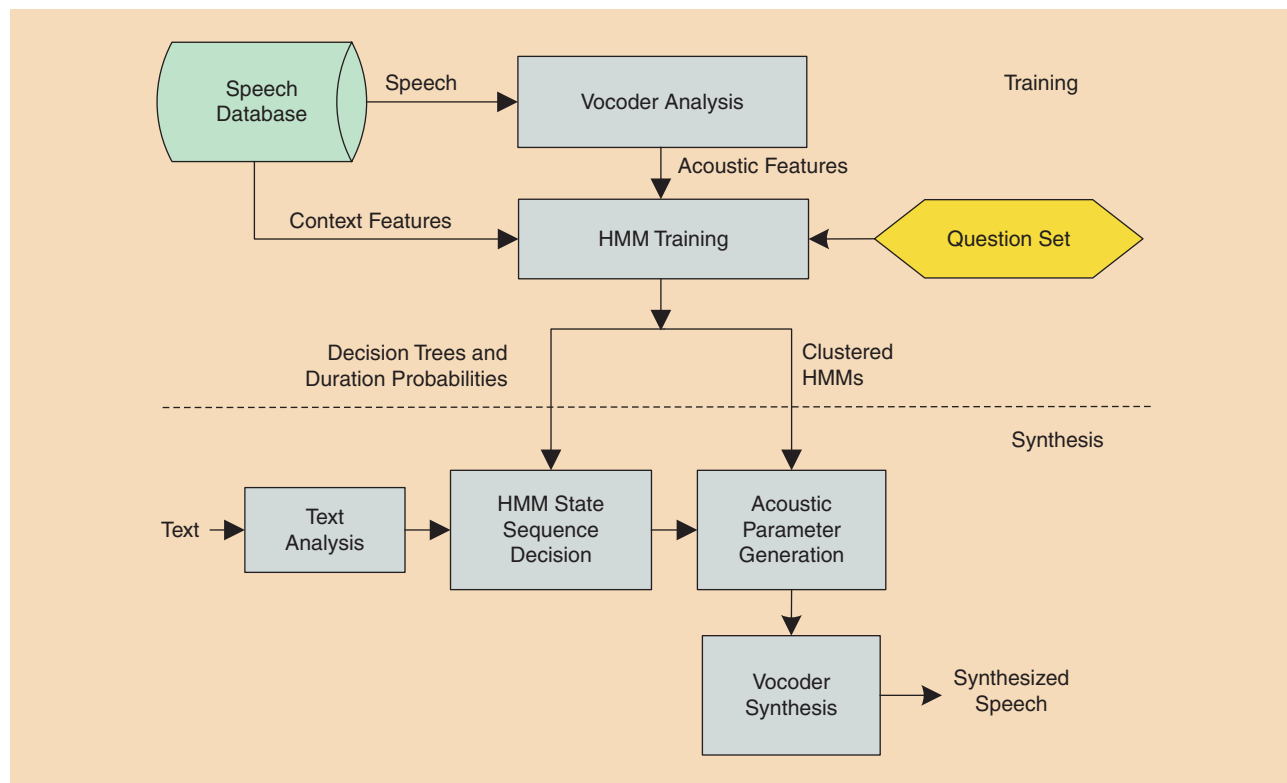 Speech
Database
Speech
Vocoder Analysis
Training
Acoustic Features
Context Features
HMM Training
Question Set
Decision Trees and
Duration Probabilities
Clustered
HMMs
Synthesis
Text
Text
Analysis
HMM State
Sequence
Decision
Acoustic
Parameter
Generation
Vocoder
Synthesis
Synthesized
Speech